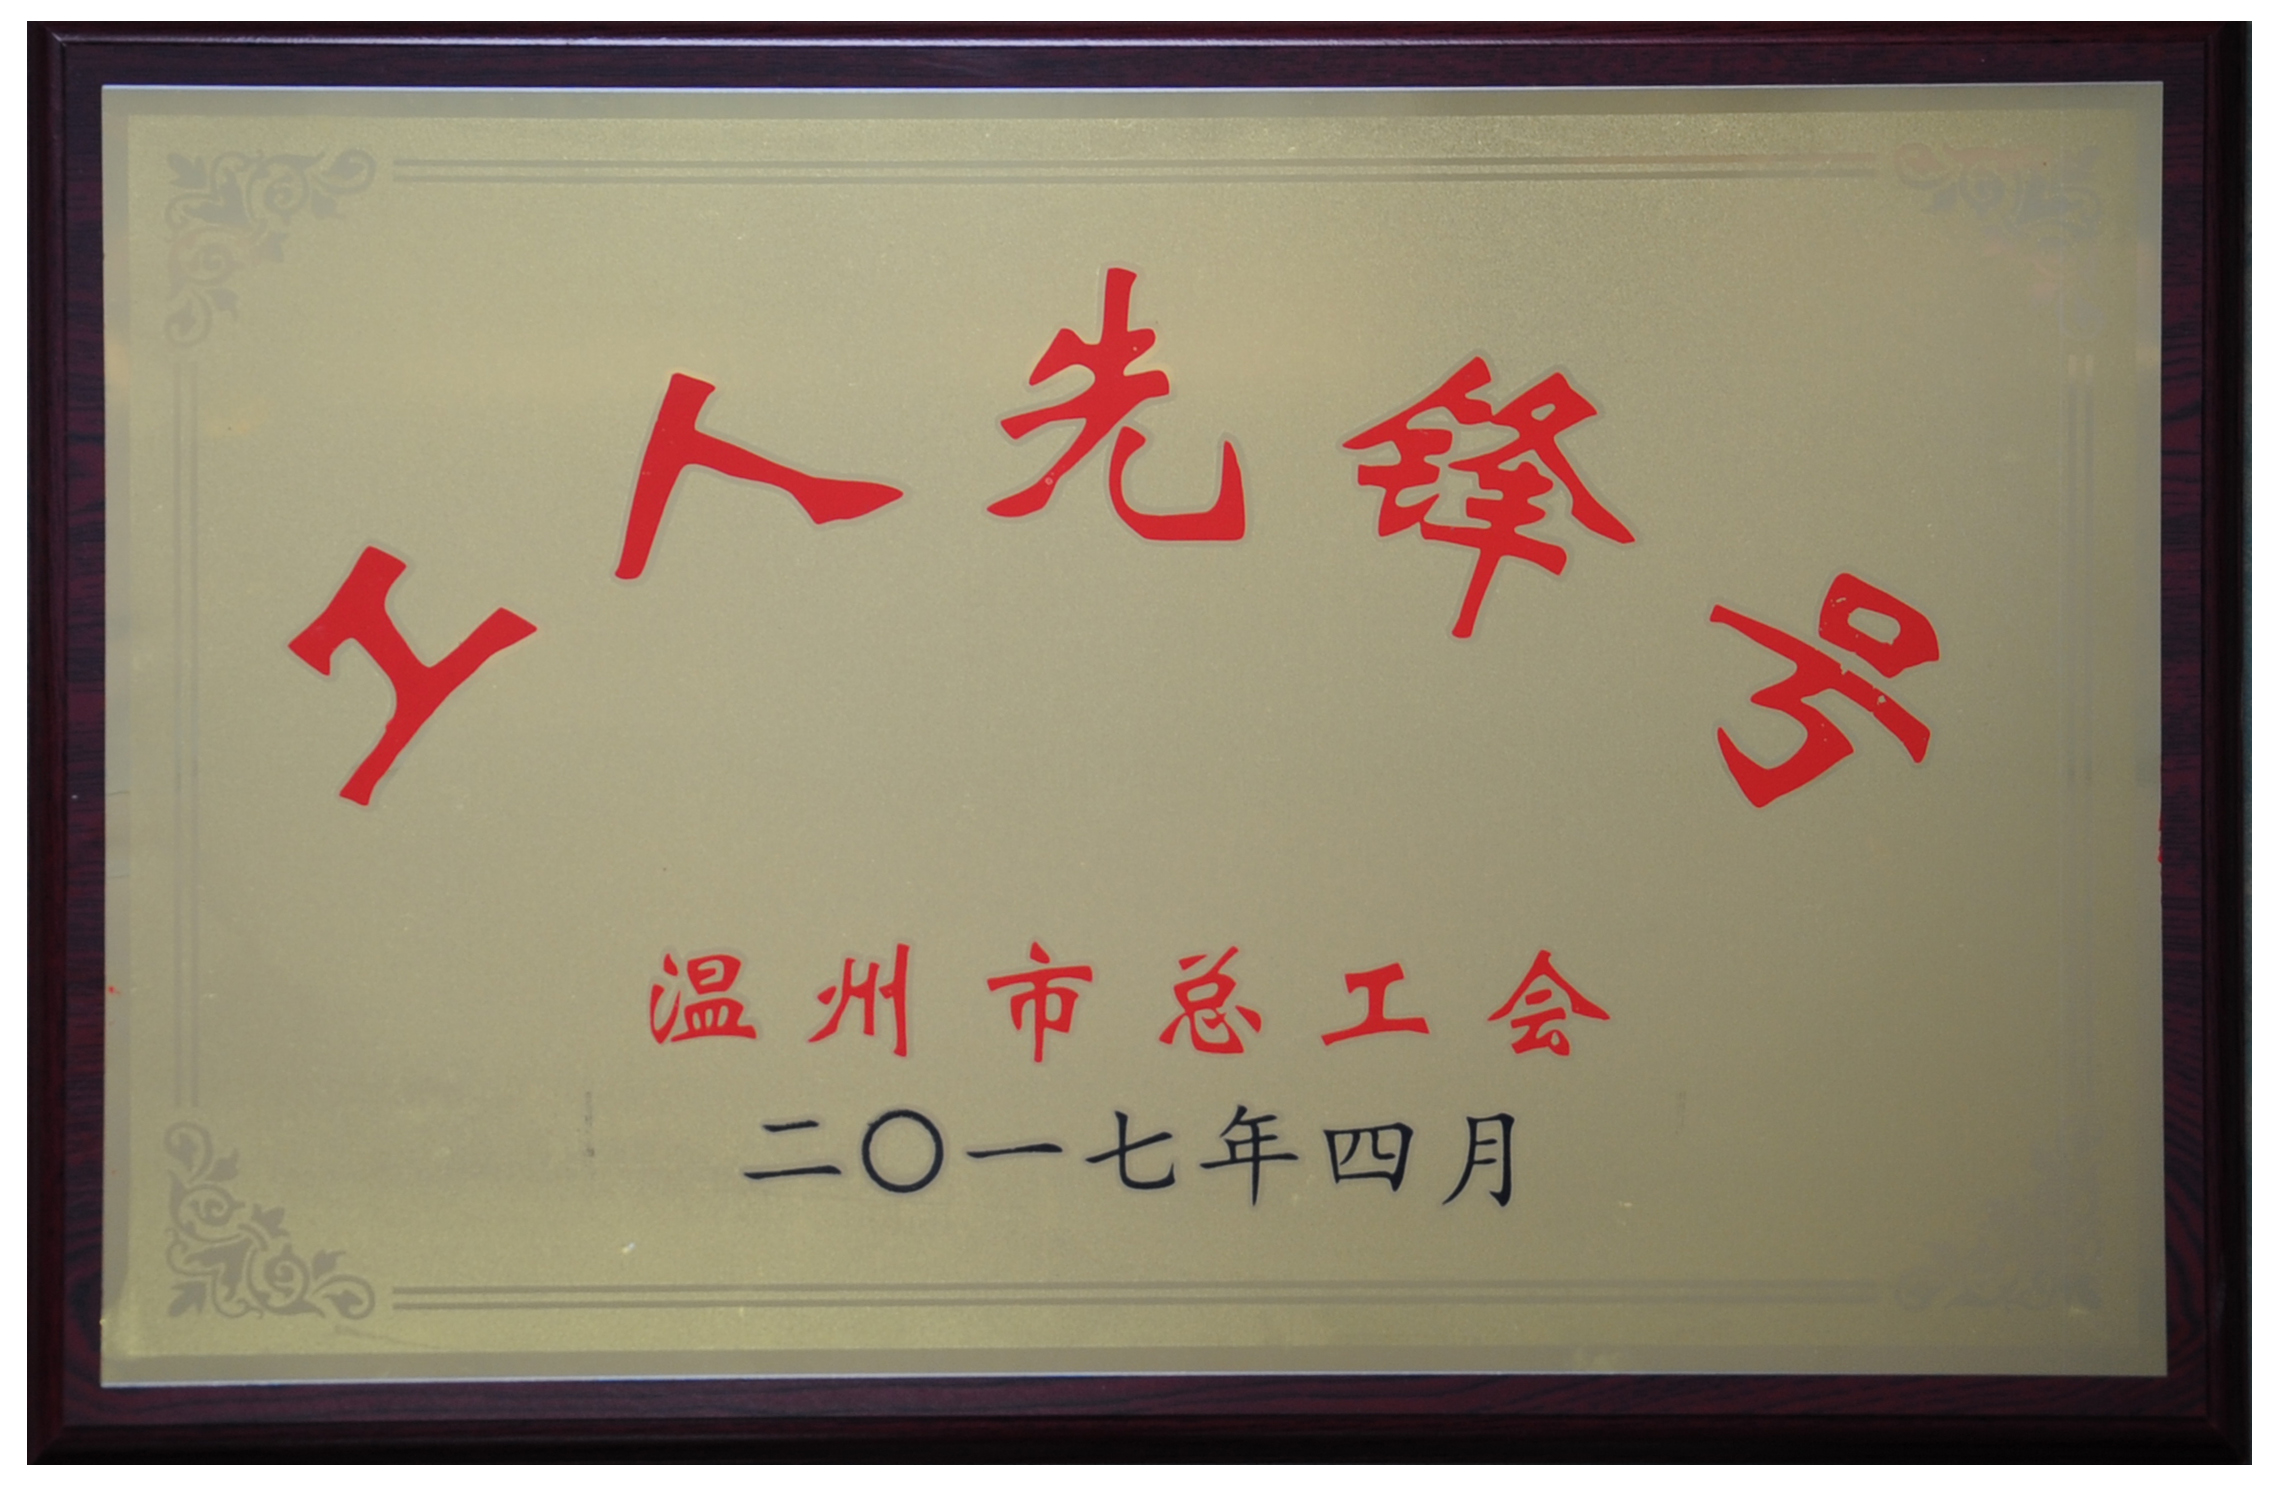 工人先锋号
温州市总工会
二〇一七年四月